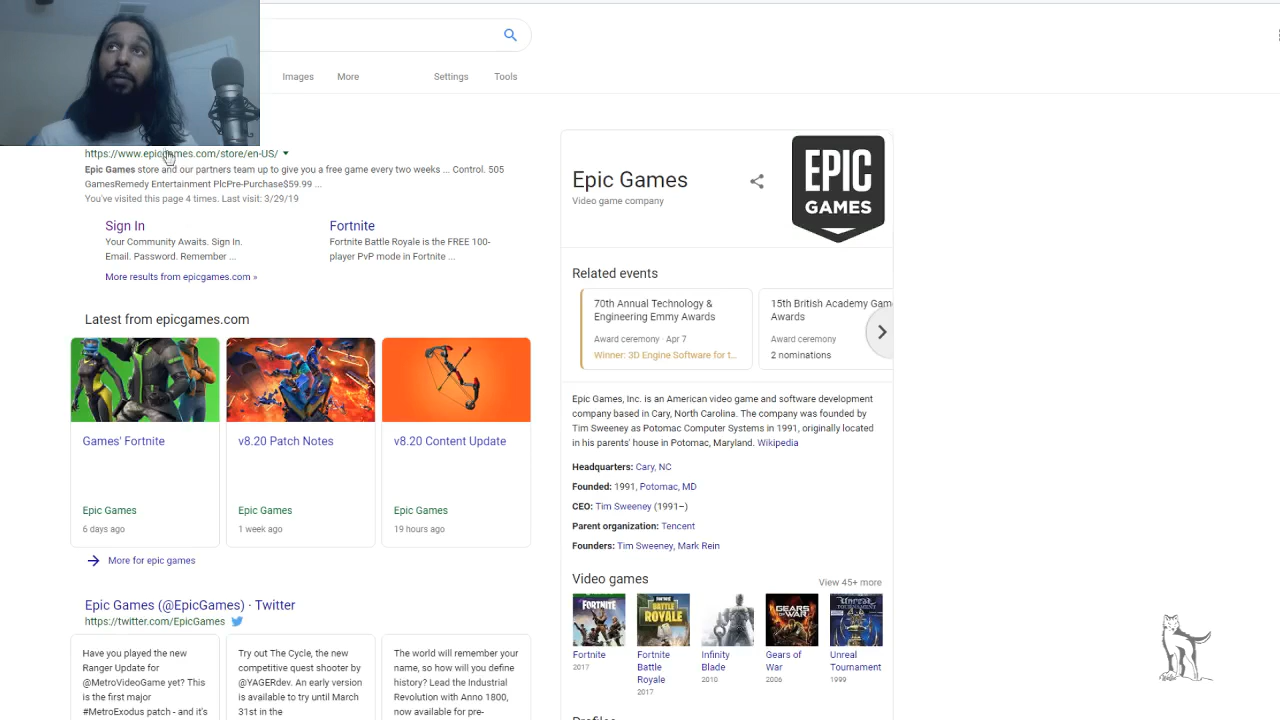 Images
More
Settings
Tools
https://www.epicgames.com/store/en-US/
Epic Games store and our partners team up to give you a free game every two weeks ... Control. 505
GamesRemedy Entertainment PlcPre-Purchase$59.99 ...
You've visited this page 4 times. Last visit: 3/29/19
Sign In
Your Community Awaits. Sign In.
Email. Password. Remember ...
Fortnite
Fortnite Battle Royale is the FREE 100-
player PvP mode in Fortnite ...
More results from epicgames.com »
Latest from epicgames.com
Games' Fortnite
Epic Games
6 days ago
v8.20 Patch Notes
Epic Games
1 week ago
v8.20 Content Update
Epic Games
19 hours ago
More for epic games
Epic Games (@EpicGames) · Twitter
https://twitter.com/EpicGames
Have you played the new
Ranger Update for
@MetroVideoGame yet? This
is the first major
#MetroExodus patch - and it's
Try out The Cycle, the new
competitive quest shooter by
@YAGERdev. An early version
is available to try until March
31st in the
The world will remember your
name, so how will you define
history? Lead the Industrial
Revolution with Anno 1800,
now available for pre-
Epic Games
Video game company
EPIC
GAMES
Related events
70th Annual Technology &
Engineering Emmy Awards
Award ceremony · Apr 7
Winner: 3D Engine Software for t...
15th British Academy Gam
Awards
Award ceremony
2 nominations
Epic Games, Inc. is an American video game and software development
company based in Cary, North Carolina. The company was founded by
Tim Sweeney as Potomac Computer Systems in 1991, originally located
in his parents' house in Potomac, Maryland. Wikipedia
Headquarters: Cary, NC
Founded: 1991, Potomac, MD
CEO: Tim Sweeney (1991–)
Parent organization: Tencent
Founders: Tim Sweeney, Mark Rein
Video games
View 45+ more
FORTNITE
Fortnite
2017
FORTNITE
BATTLE
ROYALE
Fortnite
Battle
Royale
2017
Infinity
Blade
2010
GEARS
OF WAR
Gears of
War
2006
Unreal
Tournament
1999